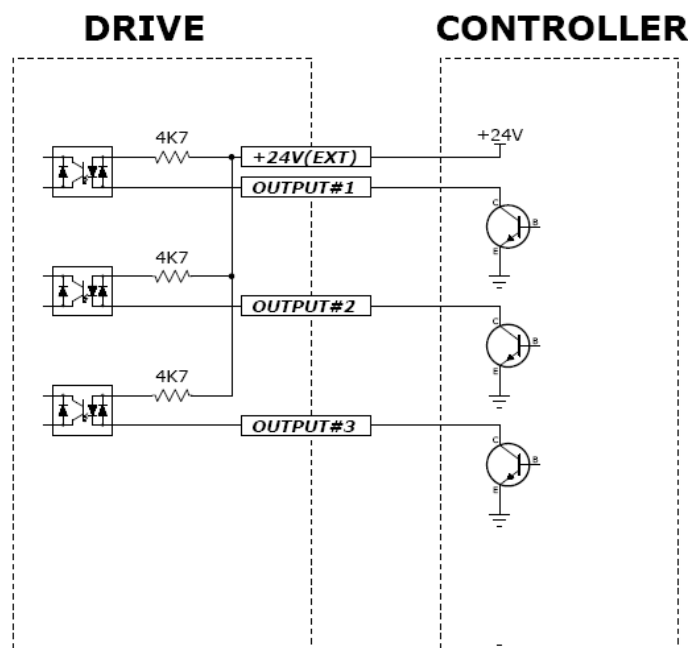 DRIVE CONTROLLER
+24V
4K7
+24V(EXT)
OUTPUT#1
C
B
E
4K7
OUTPUT#2
C
B
E
4K7
OUTPUT#3
C
B
E